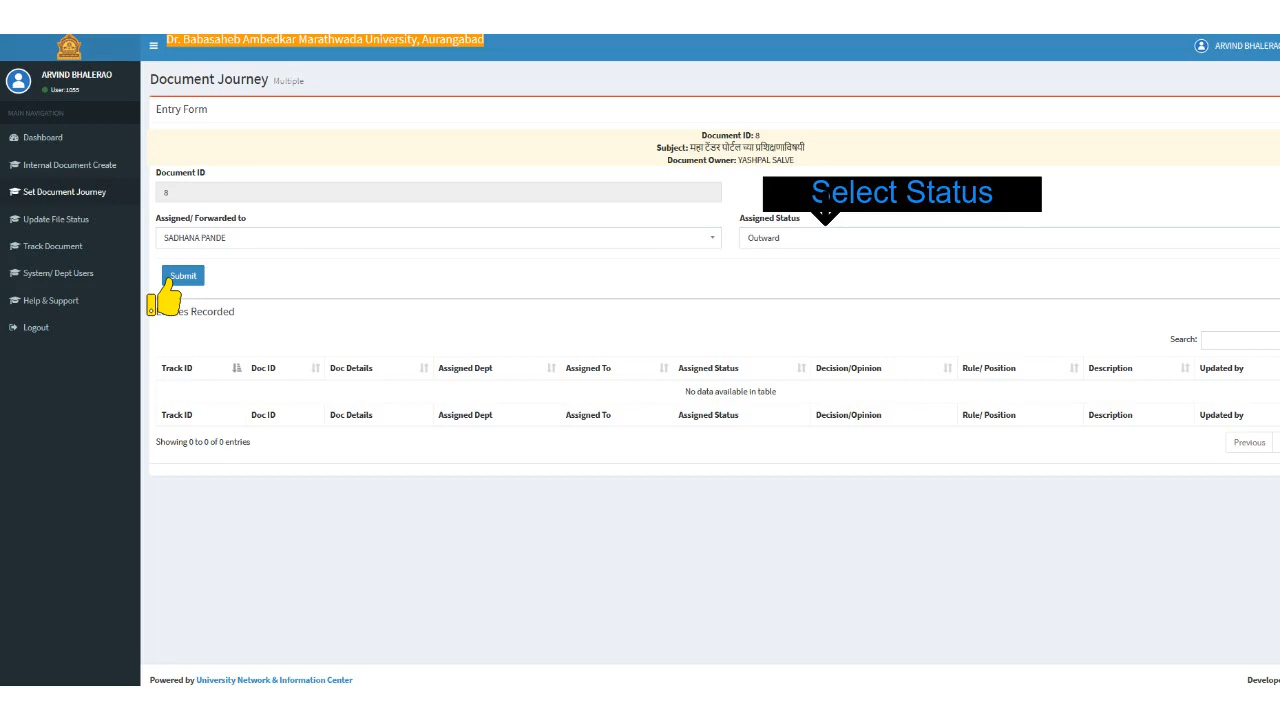 Dr. Babasaheb Ambedkar Marathwada University, Aurangabad
ARVIND BHALERAO
ARVIND BHALERAO
User:1055
MAIN NAVIGATION
Dashboard
Internal Document Create
Set Document Journey
Update File Status
Track Document
System/ Dept Users
Help & Support
Logout
Document Journey Multiple
Entry Form
Document ID: 8
Subject: महा टेंडर पोर्टल च्या प्रशिक्षणाविषयी
Document Owner: YASHPAL SALVE
Document ID
8
Select Status
Assigned/ Forwarded to
Assigned Status
SADHANA PANDE
Outward
Submit
Recorded
Search:
Track ID Doc ID Doc Details Assigned Dept Assigned To Assigned Status Decision/Opinion Rule/ Position Description Updated by
No data available in table
Track ID Doc ID Doc Details Assigned Dept Assigned To Assigned Status Decision/Opinion Rule/ Position Description Updated by
Showing 0 to 0 of 0 entries
Previous
Powered by University Network & Information Center